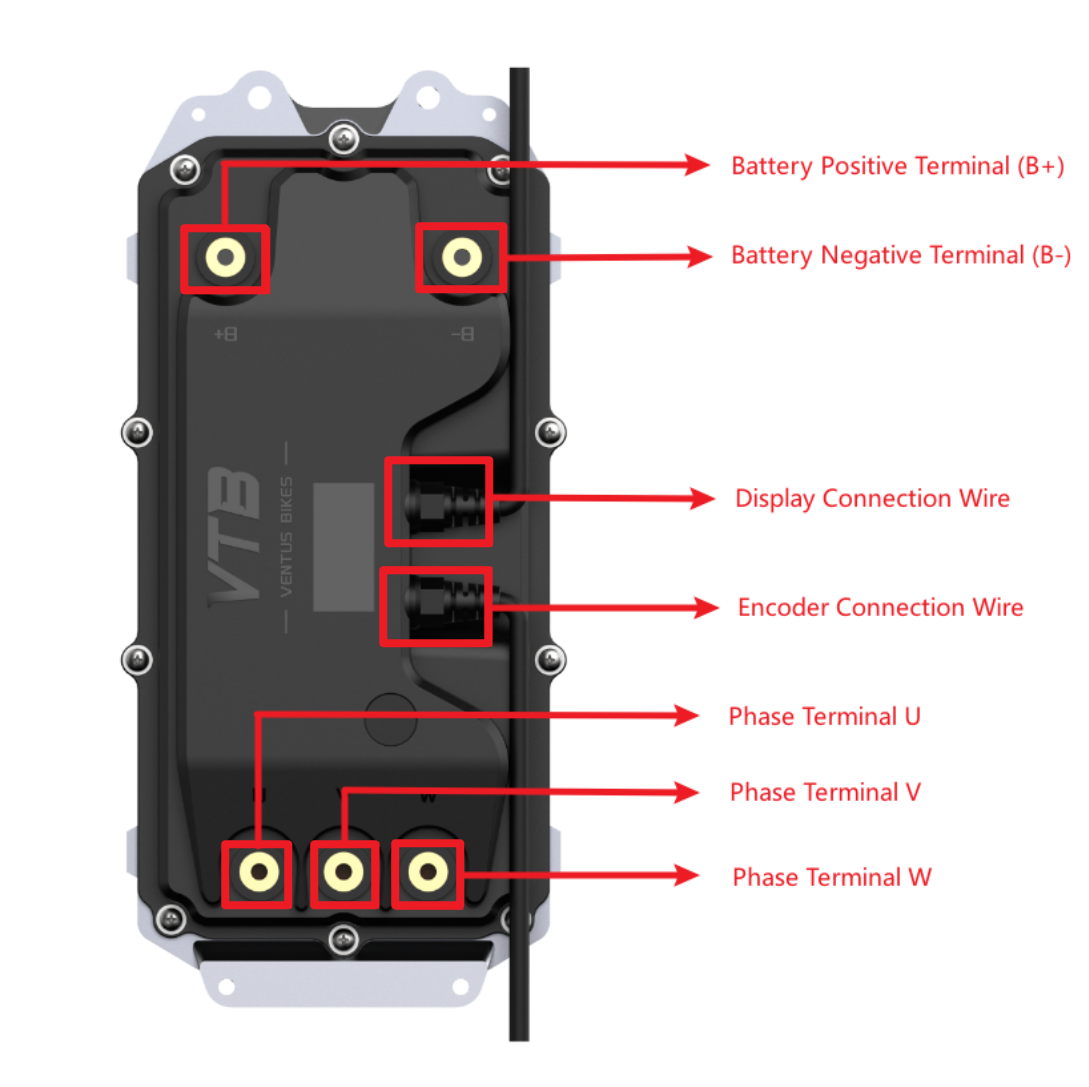 Battery Positive Terminal (B+)
Battery Negative Terminal (B-)
B+
B-
Display Connection Wire
VTB
VENTUS BIKES
Encoder Connection Wire
Phase Terminal U
Phase Terminal V
W
Phase Terminal W